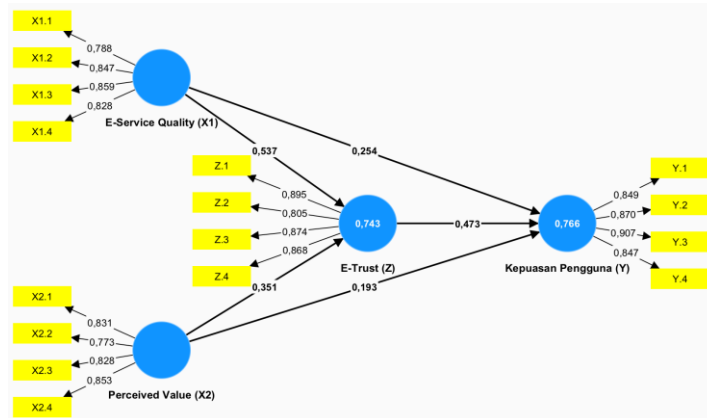 X1.1
0,788
X1.2
0,847
X1.3
0,859
X1.4
0,828
E-Service Quality (X1)
0,537
0,254
Z.1
0,895
Z.2
0,805
Z.3
0,874
Z.4
0,868
0,743
E-Trust (Z)
0,473
0,766
Kepuasan Pengguna (Y)
0,849
Y.1
0,870
Y.2
0,907
Y.3
0,847
Y.4
0,351
0,193
X2.1
0,831
X2.2
0,773
X2.3
0,828
X2.4
0,853
Perceived Value (X2)